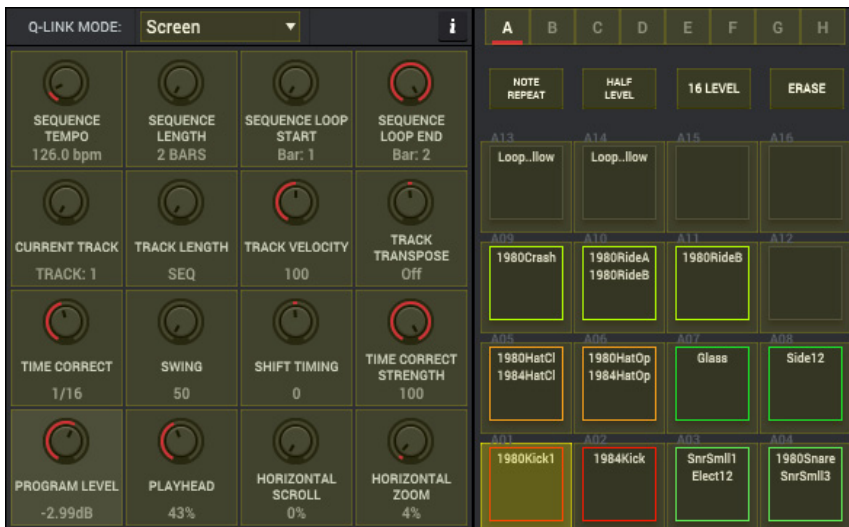 Q-LINK MODE:
Screen
i
SEQUENCE
TEMPO
126.0 bpm
SEQUENCE
LENGTH
2 BARS
SEQUENCE LOOP
START
Bar: 1
SEQUENCE
LOOP END
Bar: 2
CURRENT TRACK
TRACK: 1
TRACK LENGTH
SEQ
TRACK VELOCITY
100
TRACK
TRANSPOSE
Off
TIME CORRECT
1/16
SWING
50
SHIFT TIMING
0
TIME CORRECT
STRENGTH
100
PROGRAM LEVEL
-2.99dB
PLAYHEAD
43%
HORIZONTAL
SCROLL
0%
HORIZONTAL
ZOOM
4%
A B C D E F G H
NOTE
REPEAT
HALF
LEVEL
16 LEVEL
ERASE
A13
Loop..llow
A14
Loop..llow
A15
A16
A09
1980Crash
A10
1980RideA
1980RideB
A11
1980RideB
A12
A05
1980HatCl
1984HatCl
A06
1980HatOp
1984HatOp
A07
Glass
A08
Side12
A01
1980Kick1
A02
1984Kick
A03
SnrSmll1
Elect12
A04
1980Snare
SnrSmll3